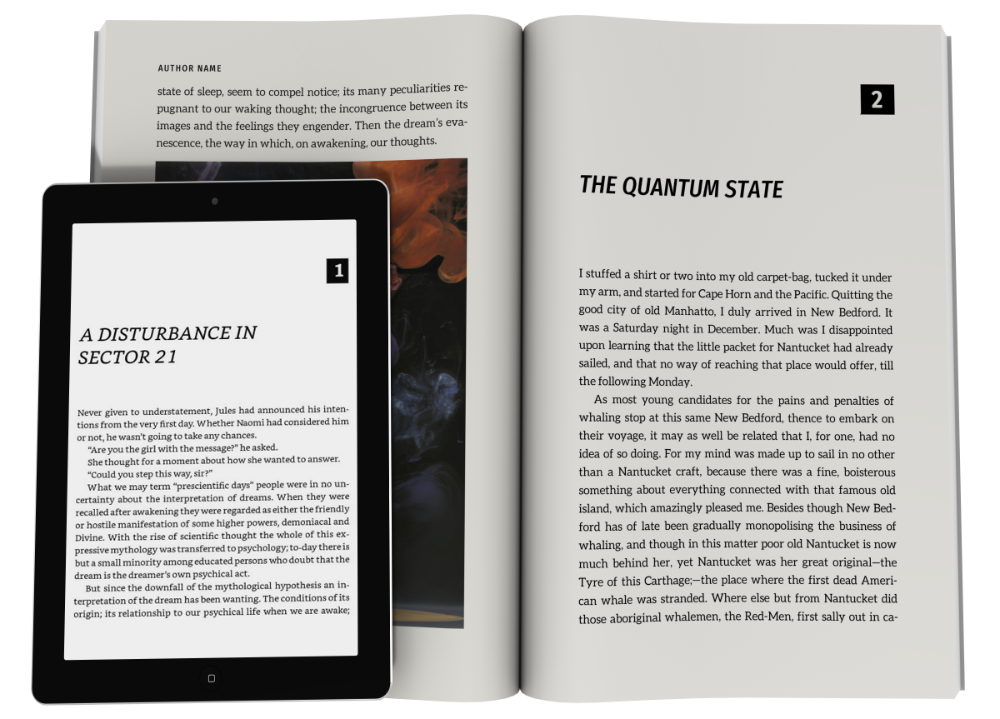 AUTHOR NAME
state of sleep, seem to compel notice; its many peculiarities re-
pugnant to our waking thought; the incongruence between its
images and the feelings they engender. Then the dream's eva-
nescence, the way in which, on awakening, our thoughts.
1
A DISTURBANCE IN
SECTOR 21
Never given to understatement, Jules had announced his inten-
tions from the very first day. Whether Naomi had considered him
or not, he wasn't going to take any chances.
“Are you the girl with the message?” he asked.
She thought for a moment about how she wanted to answer.
“Could you step this way, sir?”
What we may term “prescientific days” people were in no un-
certainty about the interpretation of dreams. When they were
recalled after awakening they were regarded as either the friendly
or hostile manifestation of some higher powers, demoniacal and
Divine. With the rise of scientific thought the whole of this ex-
pressive mythology was transferred to psychology; to-day there is
but a small minority among educated persons who doubt that the
dream is the dreamer's own psychical act.
But since the downfall of the mythological hypothesis an in-
terpretation of the dream has been wanting. The conditions of its
origin; its relationship to our psychical life when we are awake;
2
THE QUANTUM STATE
I stuffed a shirt or two into my old carpet-bag, tucked it under
my arm, and started for Cape Horn and the Pacific. Quitting the
good city of old Manhatto, I duly arrived in New Bedford. It
was a Saturday night in December. Much was I disappointed
upon learning that the little packet for Nantucket had already
sailed, and that no way of reaching that place would offer, till
the following Monday.
As most young candidates for the pains and penalties of
whaling stop at this same New Bedford, thence to embark on
their voyage, it may as well be related that I, for one, had no
idea of so doing. For my mind was made up to sail in no other
than a Nantucket craft, because there was a fine, boisterous
something about everything connected with that famous old
island, which amazingly pleased me. Besides though New Bed-
ford has of late been gradually monopolising the business of
whaling, and though in this matter poor old Nantucket is now
much behind her, yet Nantucket was her great original—the
Tyre of this Carthage;—the place where the first dead Ameri-
can whale was stranded. Where else but from Nantucket did
those aboriginal whalemen, the Red-Men, first sally out in ca-